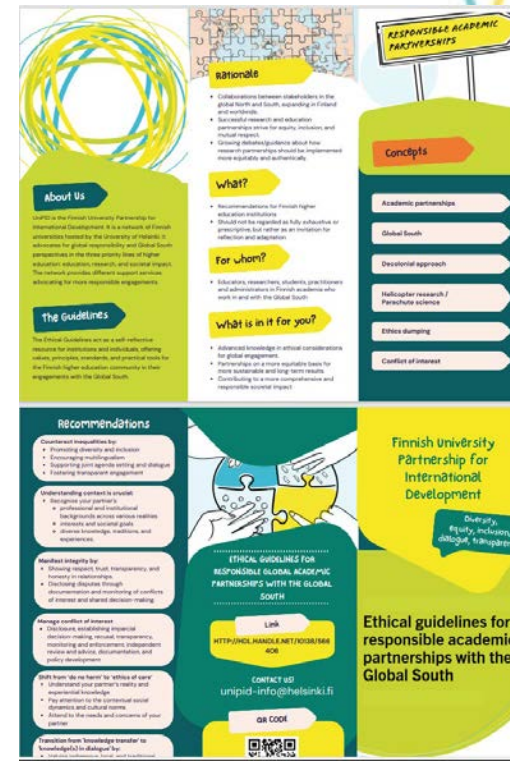 About Us
UniPID is the Finnish University Partnership for
International Development. It is a network of Finnish
universities hosted by the University of Helsinki. It
advocates for global responsibility and Global South
perspectives in the three priority lines of higher
education: education, research, and societal impact.
The network provides different support services
advocating for more responsible engagements.
The Guidelines
The Ethical Guidelines act as a self-reflective
resource for institutions and individuals, offering
values, principles, standards, and practical tools for
the Finnish higher education community in their
engagements with the Global South.
Rationale
• Collaborations between stakeholders in the
global North and South, expanding in Finland
and worldwide.
• Successful research and education
partnerships strive for equity, inclusion, and
mutual respect.
• Growing debates/guidance about how
research partnerships should be implemented
more equitably and authentically.
What?
• Recommendations for Finnish higher
education institutions
• Should not be regarded as fully exhaustive or
prescriptive, but rather as an invitation for
reflection and adaptation
For whom?
• Educators, researchers, students, practitioners
and administrators in Finnish academia who
work in and with the Global South
What is in it for you?
• Advanced knowledge in ethical considerations
for global engagement.
• Partnerships on a more equitable basis for
more sustainable and long-term results.
• Contributing to a more comprehensive and
responsible societal impact
RESPONSIBLE ACADEMIC
PARTNERSHIPS
Concepts
Academic partnerships
Global South
Decolonial approach
Helicopter research /
Parachute science
Ethics dumping
Conflict of interest
Recommendations
Counteract inequalities by:
• Promoting diversity and inclusion
• Encouraging multilingualism
• Supporting joint agenda setting and dialogue
• Fostering transparent engagement
Understanding context is crucial:
• Recognise your partner's
professional and institutional
backgrounds across various realities
interests and societal goals
diverse knowledge, traditions, and
experiences.
Manifest integrity by:
• Showing respect, trust, transparency, and
honesty in relationships.
• Disclosing disputes through
documentation and monitoring of conflicts
of interest and shared decision-making
Manage conflict of interest
• Disclosure, establishing impartial
decision-making, recusal, transparency,
monitoring and enforcement, independent
review and advice, documentation, and
policy development
Shift from 'do no harm' to 'ethics of care'
• Understand your partner's reality and
experiential knowledge
• Pay attention to the contextual social
dynamics and cultural norms
• Attend to the needs and concerns of your
partner
Transition from 'knowledge transfer' to
'knowledge(s) in dialogue' by:
ETHICAL GUIDELINES FOR
RESPONSIBLE GLOBAL ACADEMIC
PARTNERSHIPS WITH THE GLOBAL
SOUTH
Link
HTTP://HDL.HANDLE.NET/10138/566
406
CONTACT US!
unipid-info@helsinki.fi
QR CODE
Finnish University
Partnership for
International
Development
Diversity,
equity, inclusion,
dialogue, transparen
Ethical guidelines for
responsible academic
partnerships with the
Global South